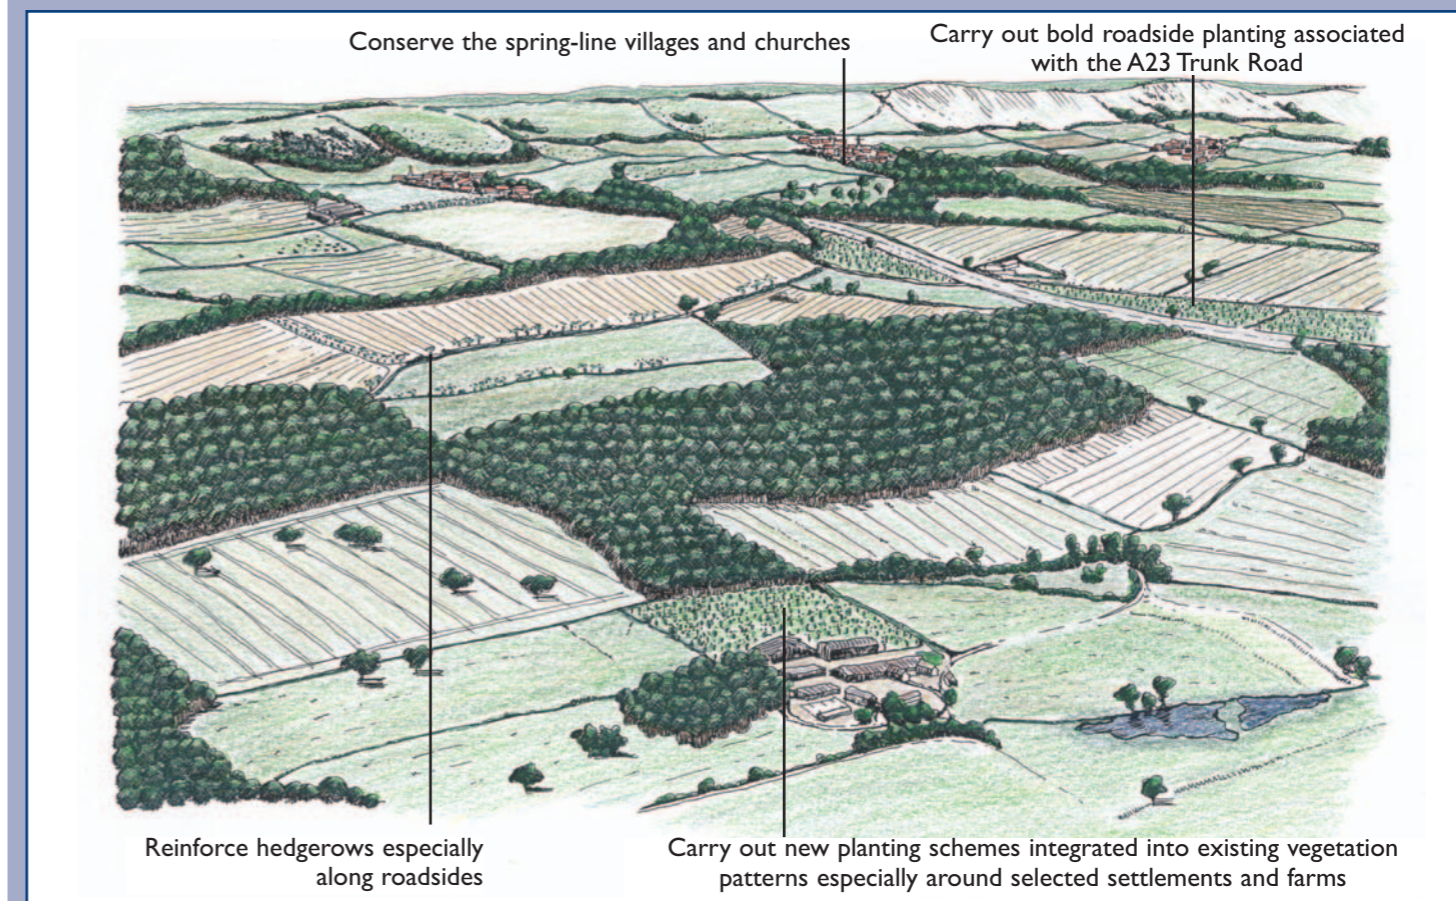 Conserve the spring-line villages and churches
Carry out bold roadside planting associated
with the A23 Trunk Road
Reinforce hedgerows especially
along roadsides
Carry out new planting schemes integrated into existing vegetation
patterns especially around selected settlements and farms